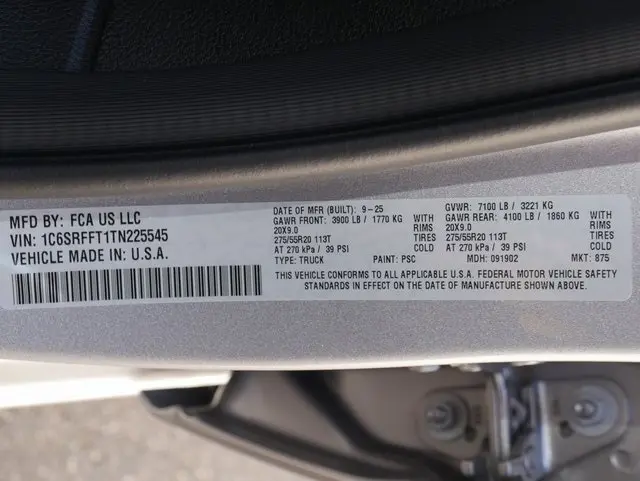 MFD BY: FCA US LLC
VIN: 1C6SRFFT1TN225545
VEHICLE MADE IN: U.S.A.
DATE OF MFR (BUILT): 9-25
GAWR FRONT: 3900 LB / 1770 KG WITH
20X9.0 RIMS
275/55R20 113T TIRES
AT 270 kPa / 39 PSI COLD
TYPE: TRUCK PAINT: PSC
GVWR: 7100 LB / 3221 KG
GAWR REAR: 4100 LB / 1860 KG WITH
20X9.0 RIMS
275/55R20 113T TIRES
AT 270 kPa / 39 PSI COLD
MDH: 091902 MKT: 875
THIS VEHICLE CONFORMS TO ALL APPLICABLE U.S.A. FEDERAL MOTOR VEHICLE SAFETY
STANDARDS IN EFFECT ON THE DATE OF MANUFACTURE SHOWN ABOVE.